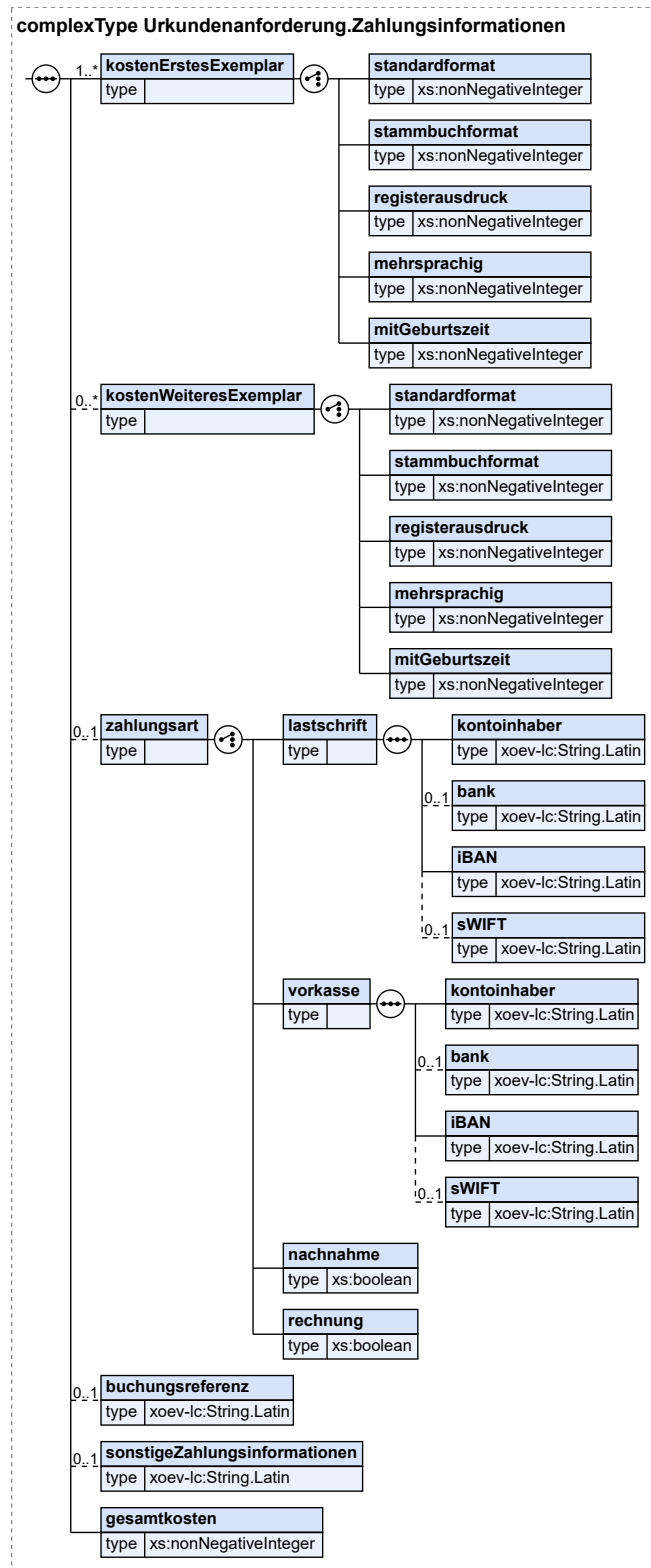 complexType Urkundenanforderung.Zahlungsinformationen
1..*
kostenErstesExemplar
type
standardformat
type xs:nonNegativeInteger
stammbuchformat
type xs:nonNegativeInteger
registerausdruck
type xs:nonNegativeInteger
mehrsprachig
type xs:nonNegativeInteger
mitGeburtszeit
type xs:nonNegativeInteger
0..*
kostenWeiteresExemplar
type
standardformat
type xs:nonNegativeInteger
stammbuchformat
type xs:nonNegativeInteger
registerausdruck
type xs:nonNegativeInteger
mehrsprachig
type xs:nonNegativeInteger
mitGeburtszeit
type xs:nonNegativeInteger
0..1
zahlungsart
type
lastschrift
type
kontoinhaber
type xoev-lc:String.Latin
0..1
bank
type xoev-lc:String.Latin
iBAN
type xoev-lc:String.Latin
0..1
sWIFT
type xoev-lc:String.Latin
vorkasse
type
kontoinhaber
type xoev-lc:String.Latin
0..1
bank
type xoev-lc:String.Latin
iBAN
type xoev-lc:String.Latin
0..1
sWIFT
type xoev-lc:String.Latin
nachnahme
type xs:boolean
rechnung
type xs:boolean
0..1
buchungsreferenz
type xoev-lc:String.Latin
0..1
sonstigeZahlungsinformationen
type xoev-lc:String.Latin
gesamtkosten
type xs:nonNegativeInteger